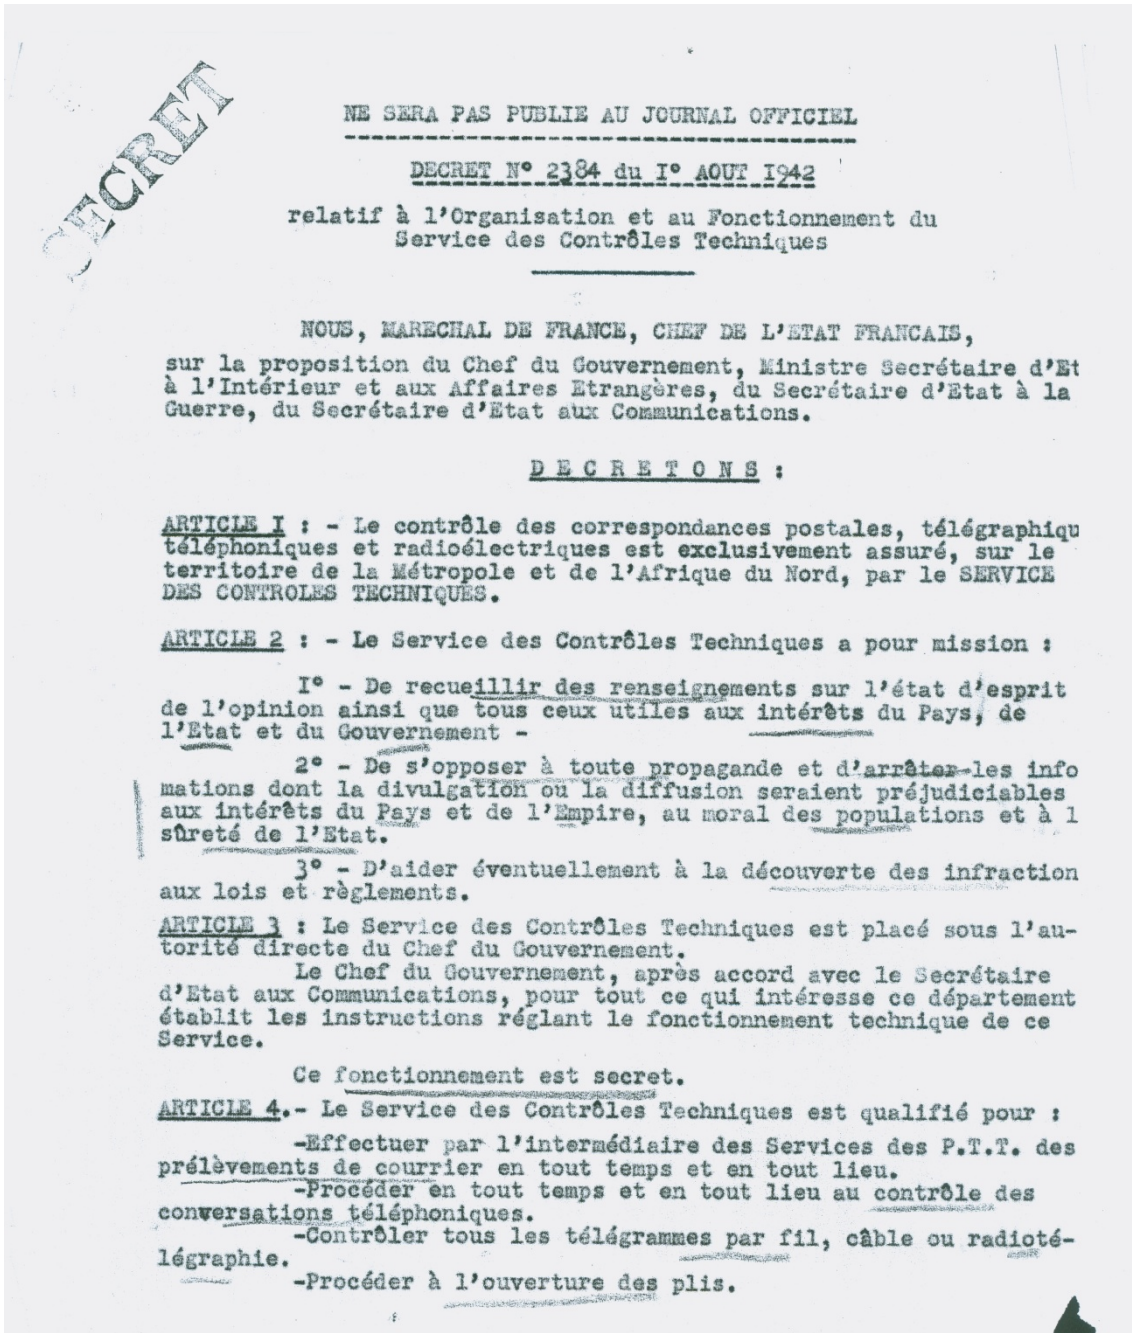 SECRET
NE SERA PAS PUBLIE AU JOURNAL OFFICIEL
DECRET N° 2384 du I° AOUT I942
relatif à l'Organisation et au Fonctionnement du
Service des Contrôles Techniques
NOUS, MARECHAL DE FRANCE, CHEF DE L'ETAT FRANCAIS,
sur la proposition du Chef du Gouvernement, Ministre Secrétaire d'Et
à l'Intérieur et aux Affaires Etrangères, du Secrétaire d'Etat à la
Guerre, du Secrétaire d'Etat aux Communications.
D E C R E T O N S :
ARTICLE I : - Le contrôle des correspondances postales, télégraphiqu
téléphoniques et radioélectriques est exclusivement assuré, sur le
territoire de la Métropole et de l'Afrique du Nord, par le SERVICE
DES CONTROLES TECHNIQUES.
ARTICLE 2 : - Le Service des Contrôles Techniques a pour mission :
I° - De recueillir des renseignements sur l'état d'esprit
de l'opinion ainsi que tous ceux utiles aux intérêts du Pays, de
l'Etat et du Gouvernement -
2° - De s'opposer à toute propagande et d'arrêter les info
mations dont la divulgation ou la diffusion seraient préjudiciables
aux intérêts du Pays et de l'Empire, au moral des populations et à l
sûreté de l'Etat.
3° - D'aider éventuellement à la découverte des infraction
aux lois et règlements.
ARTICLE 3 : Le Service des Contrôles Techniques est placé sous l'au-
torité directe du Chef du Gouvernement.
Le Chef du Gouvernement, après accord avec le Secrétaire
d'Etat aux Communications, pour tout ce qui intéresse ce département
établit les instructions réglant le fonctionnement technique de ce
Service.
Ce fonctionnement est secret.
ARTICLE 4.- Le Service des Contrôles Techniques est qualifié pour :
-Effectuer par l'intermédiaire des Services des P.T.T. des
prélèvements de courrier en tout temps et en tout lieu.
-Procéder en tout temps et en tout lieu au contrôle des
conversations téléphoniques.
-Contrôler tous les télégrammes par fil, câble ou radioté-
légraphie.
-Procéder à l'ouverture des plis.